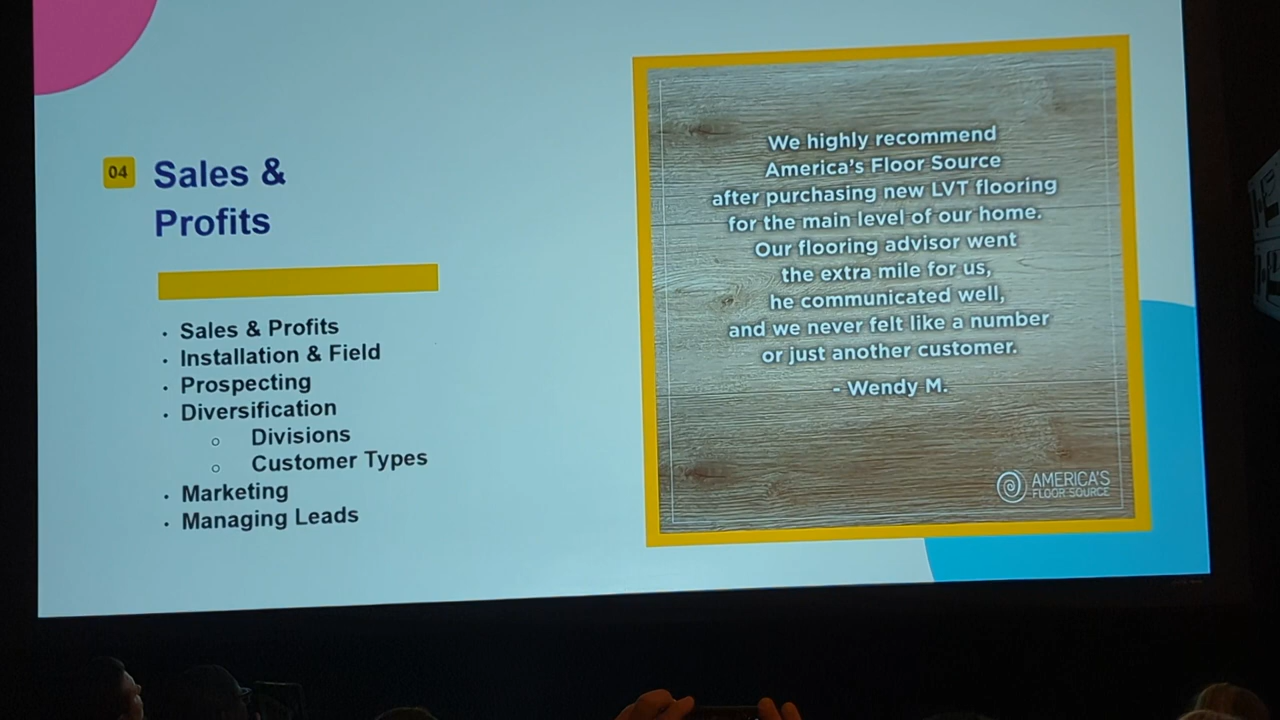 04
Sales &
Profits
· Sales & Profits
· Installation & Field
· Prospecting
· Diversification
o Divisions
o Customer Types
· Marketing
· Managing Leads
We highly recommend
America's Floor Source
after purchasing new LVT flooring
for the main level of our home.
Our flooring advisor went
the extra mile for us,
he communicated well,
and we never felt like a number
or just another customer.
- Wendy M.
AMERICA'S
FLOOR SOURCE